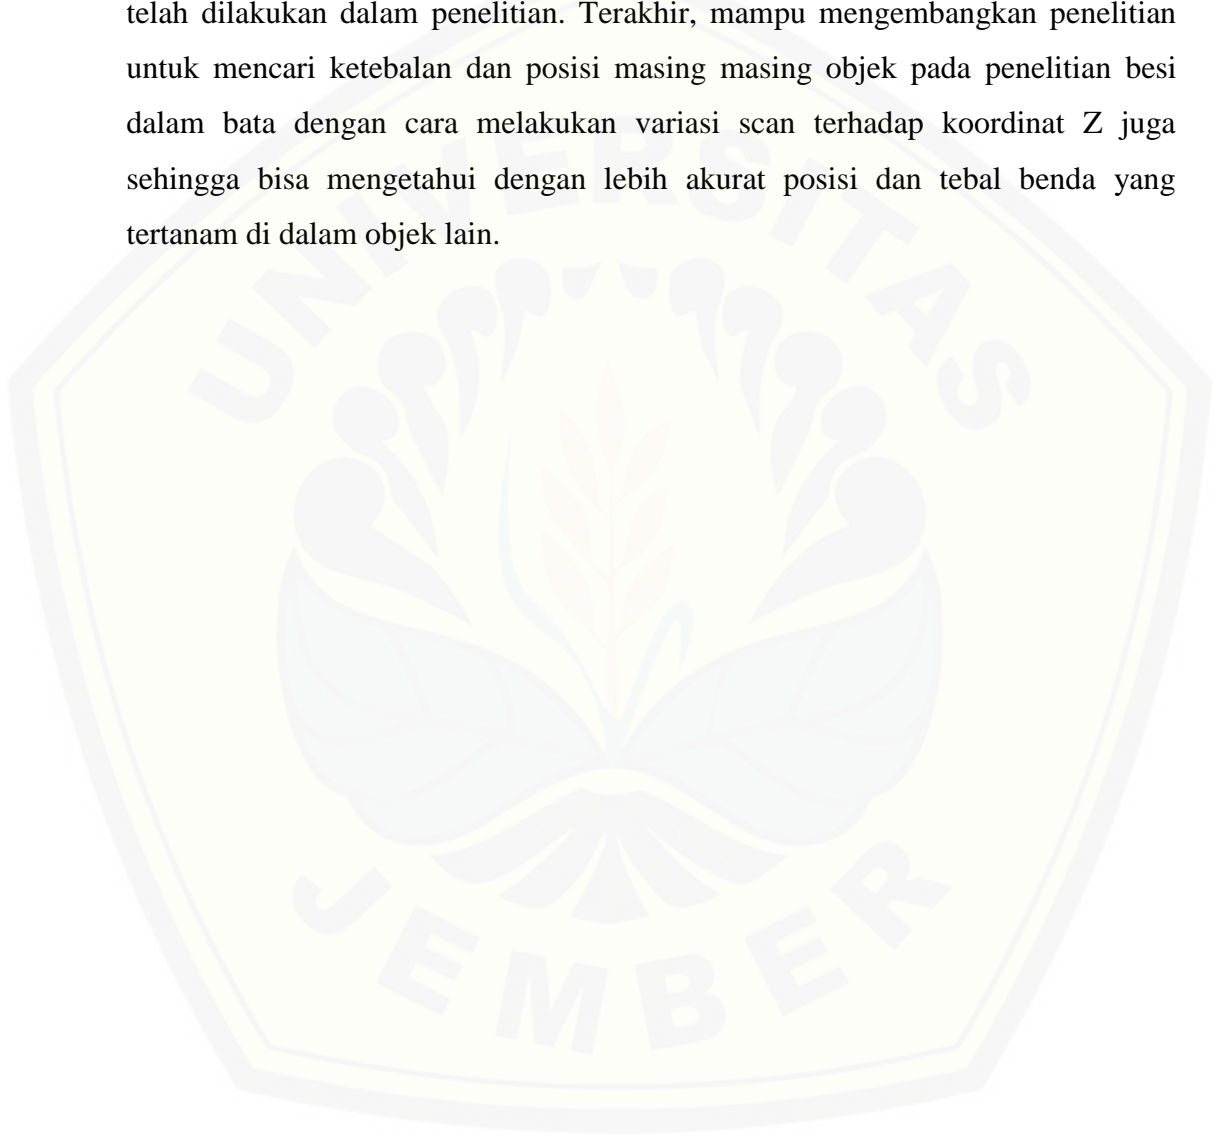 telah dilakukan dalam penelitian. Terakhir, mampu mengembangkan penelitian
untuk mencari ketebalan dan posisi masing masing objek pada penelitian besi
dalam bata dengan cara melakukan variasi scan terhadap koordinat Z juga
sehingga bisa mengetahui dengan lebih akurat posisi dan tebal benda yang
tertanam di dalam objek lain.
UNIVERSITAS
JEMBER